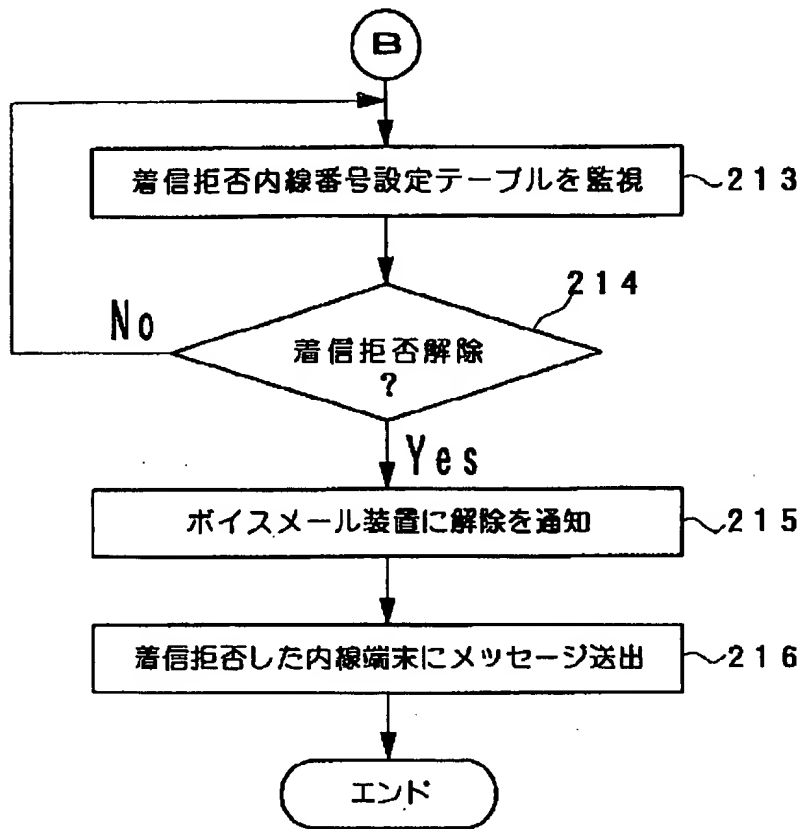 B
着信拒否内線番号設定テーブルを監視
213
214
No
着信拒否解除
?
Yes
ボイスメール装置に解除を通知
215
着信拒否した内線端末にメッセージ送出
216
エンド